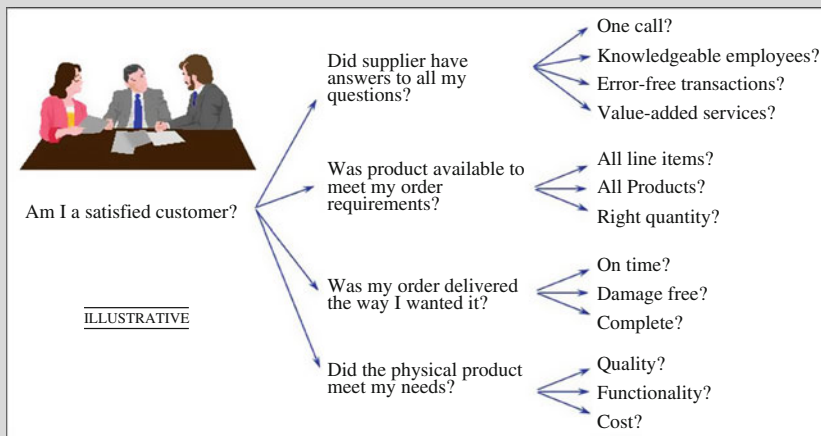 Am I a satisfied customer?
ILLUSTRATIVE
Did supplier have
answers to all my
questions?
One call?
Knowledgeable employees?
Error-free transactions?
Value-added services?
Was product available to
meet my order
requirements?
All line items?
All Products?
Right quantity?
Was my order delivered
the way I wanted it?
On time?
Damage free?
Complete?
Did the physical product
meet my needs?
Quality?
Functionality?
Cost?